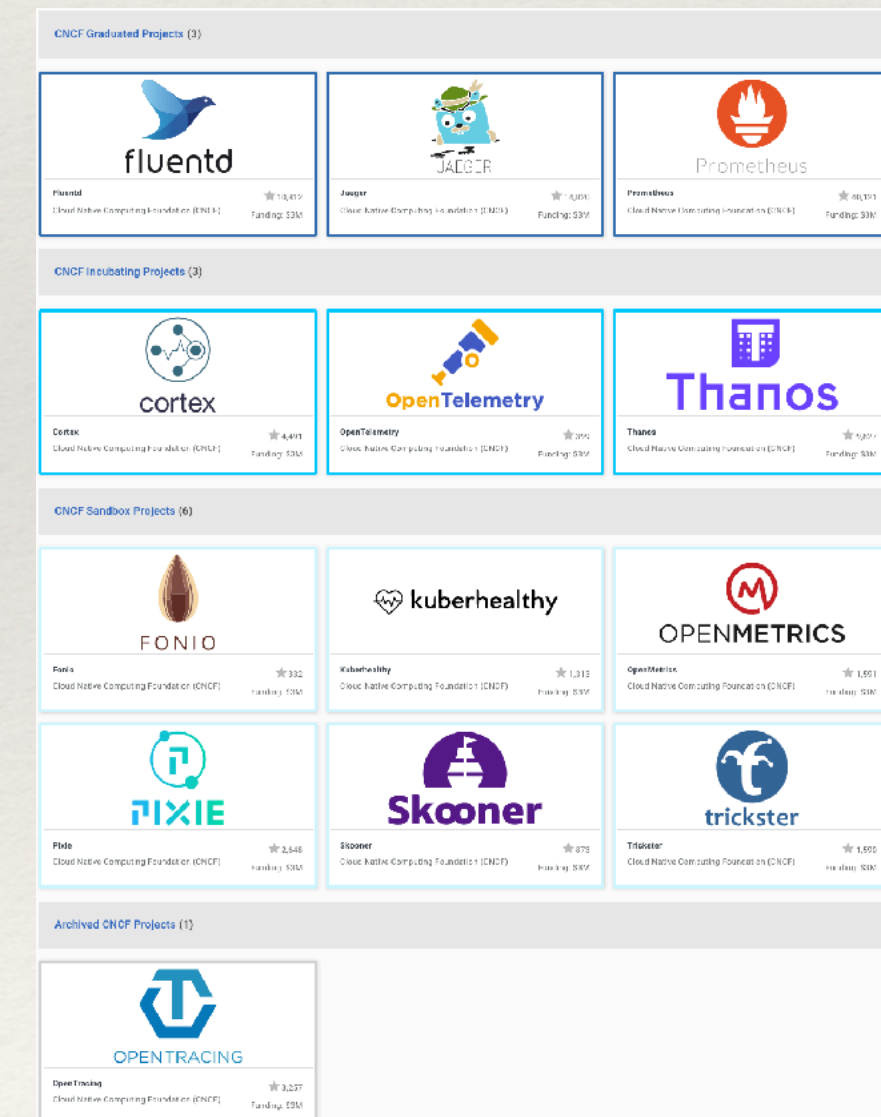 CNCF Graduated Projects (3)
fluentd
JAEGER
Prometheus
Fluentd
Cloud Native Computing Foundation (CNCF)
Funding: $3M
Jaeger
Cloud Native Computing Foundation (CNCF)
Funding: $3M
Prometheus
Cloud Native Computing Foundation (CNCF)
Funding: $3M
CNCF Incubating Projects (3)
cortex
OpenTelemetry
Thanos
Cortex
4,491
Cloud Native Computing Foundation (CNCF)
Funding: $3M
OpenTelemetry
Cloud Native Computing Foundation (CNCF)
Funding: $3M
Thanos
Cloud Native Computing Foundation (CNCF)
Funding: $3M
CNCF Sandbox Projects (6)
FONIO
kuberhealthy
OPENMETRICS
Fonio
332
Cloud Native Computing Foundation (CNCF)
Funding: $3M
Kuberhealthy
1,313
Cloud Native Computing Foundation (CNCF)
Funding: $3M
OpenMetrics
1,591
Cloud Native Computing Foundation (CNCF)
Funding: $3M
PIXIE
Skooner
trickster
Pixie
2,648
Cloud Native Computing Foundation (CNCF)
Funding: $3M
Skooner
873
Cloud Native Computing Foundation (CNCF)
Funding: $3M
Trickster
1,590
Cloud Native Computing Foundation (CNCF)
Funding: $3M
Archived CNCF Projects (1)
OPENTRACING
OpenTracing
3,257
Cloud Native Computing Foundation (CNCF)
Funding: $3M